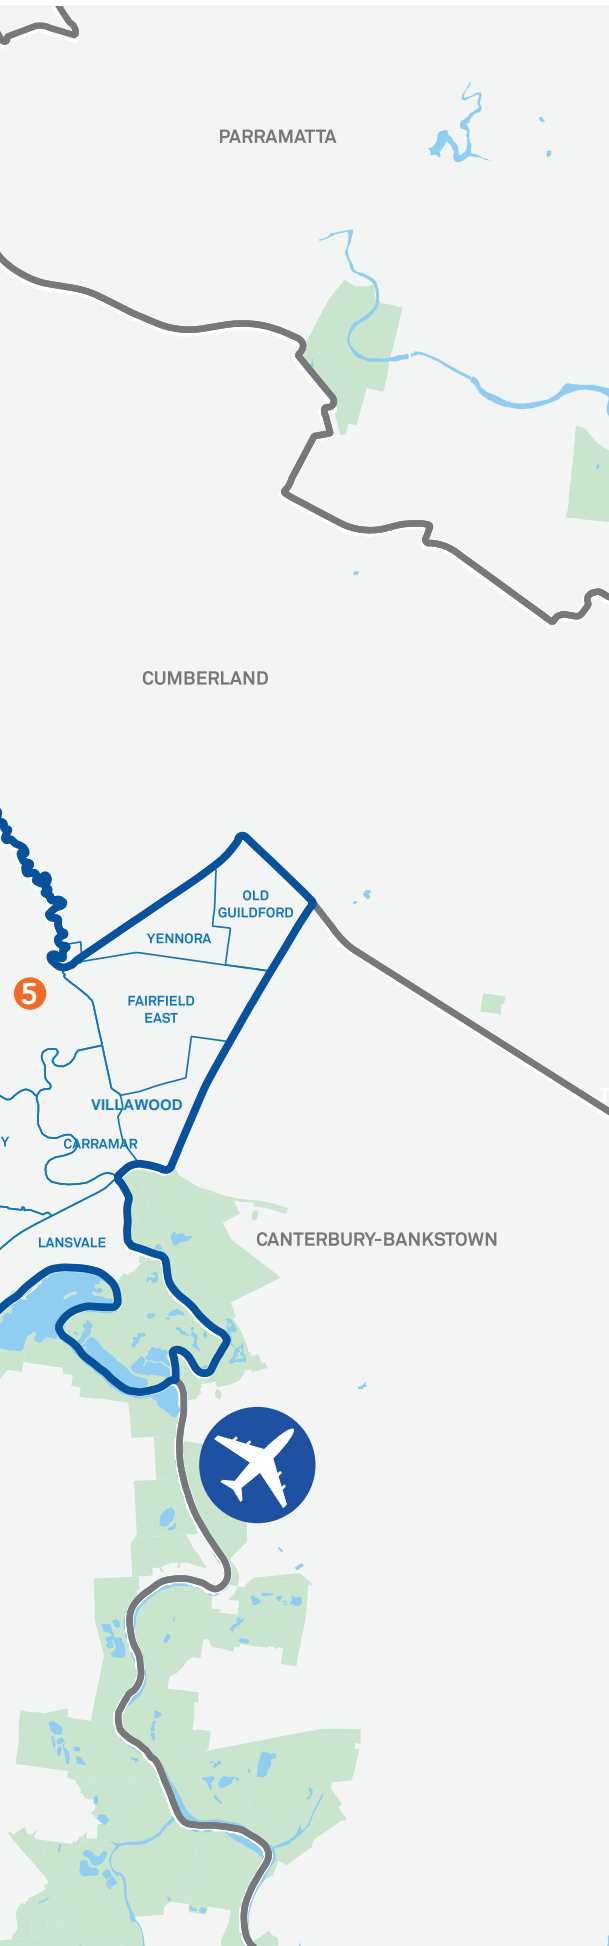 PARRAMATTA
CUMBERLAND
OLD
GUILDFORD
YENNORA
5
FAIRFIELD
EAST
VILLAWOOD
Y
CARRAMAR
LANSVALE
CANTERBURY-BANKSTOWN